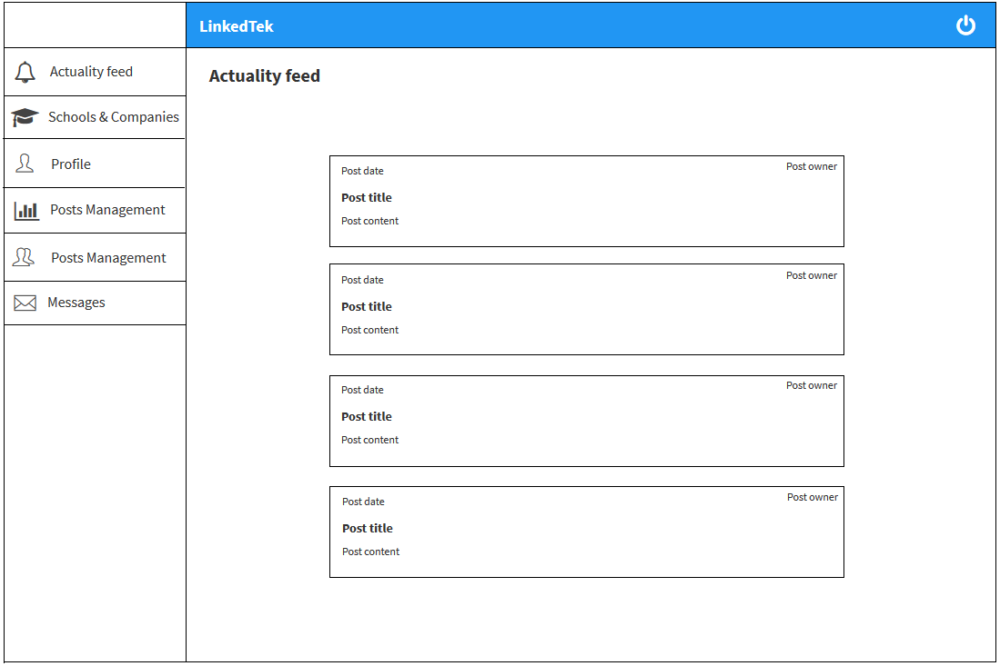 LinkedTek
Actuality feed
Schools & Companies
Profile
Posts Management
Posts Management
Messages
Actuality feed
Post date
Post owner
Post title
Post content
Post date
Post owner
Post title
Post content
Post date
Post owner
Post title
Post content
Post date
Post owner
Post title
Post content